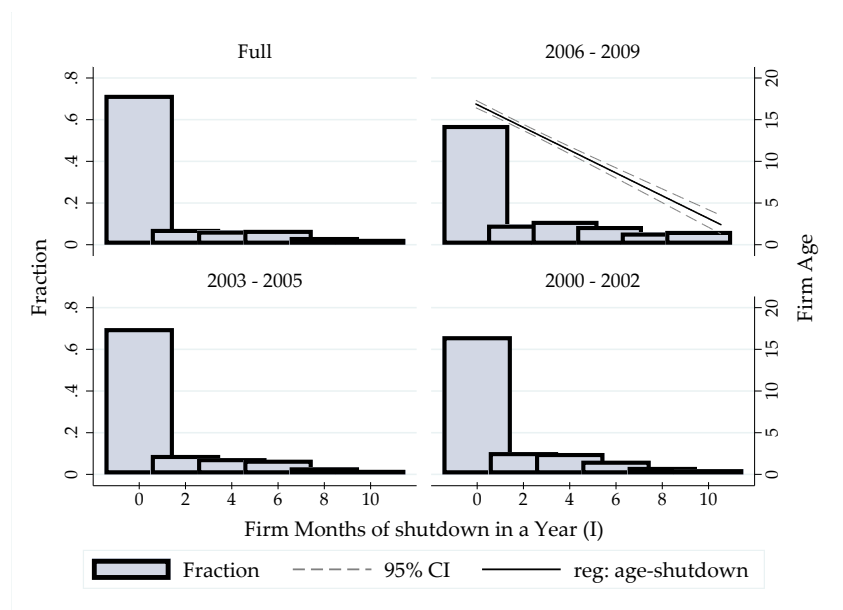 Full
2006 - 2009
.8
.6
.4
.2
0
20
15
10
5
0
2003 - 2005
2000 - 2002
.8
.6
.4
.2
0
20
15
10
5
0
Fraction
Firm Age
0 2 4 6 8 10
0 2 4 6 8 10
Firm Months of shutdown in a Year (I)
Fraction 95% CI reg: age-shutdown